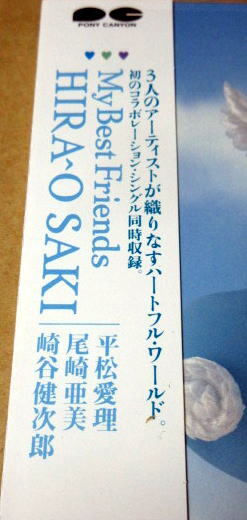 PONY CANYON
3人のアーティストが織りなすハートフル・ワールド。
初のコラボレーション・シングル同時収録。
My Best Friends
HIRA^O SAKI
平松愛理
尾崎亜美
崎谷健次郎